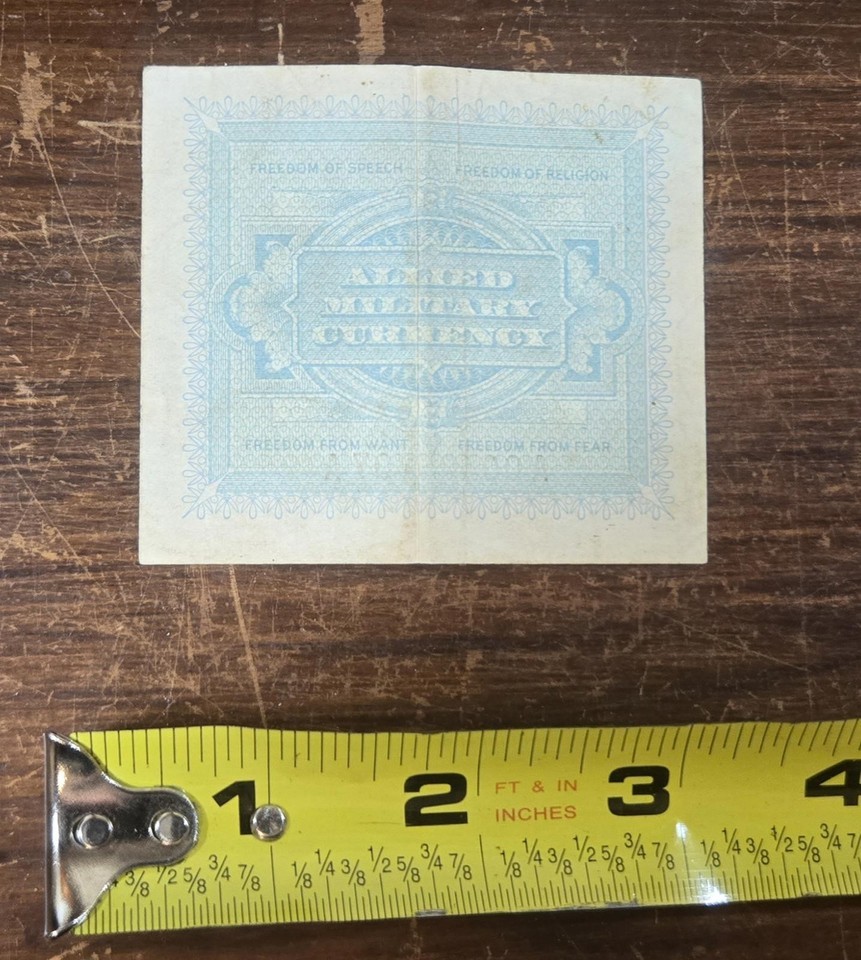 FREEDOM OF SPEECH FREEDOM OF RELIGION
ALLIED
MILITARY
CURRENCY
FREEDOM FROM WANT FREEDOM FROM FEAR
1 2 FT & IN 3 4
INCHES
3/8 1/2 5/8 3/4 7/8 1/8 1/4 3/8 1/2 5/8 3/4 7/8 1/8 1/4 3/8 1/2 5/8 3/4 7/8 1/8 1/4 3/8 1/2 5/8 3/4 7/8